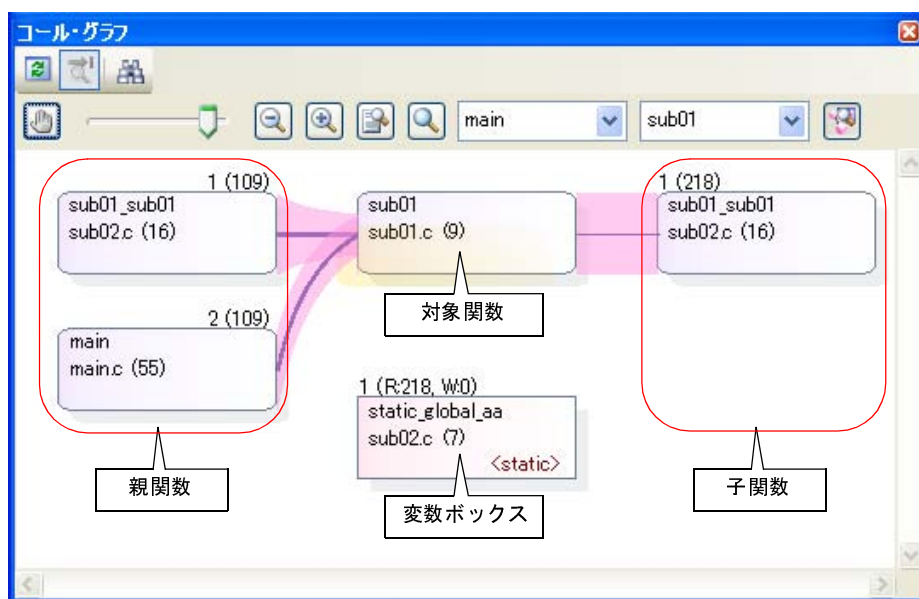 コール・グラフ
main
sub01
1 (109)
sub01_sub01
sub02.c (16)
sub01
sub01.c (9)
1 (218)
sub01_sub01
sub02.c (16)
対象関数
2 (109)
main
main.c (55)
1 (R:218, W:0)
static_global_aa
sub02.c (7)
<static>
親関数
変数ボックス
子関数